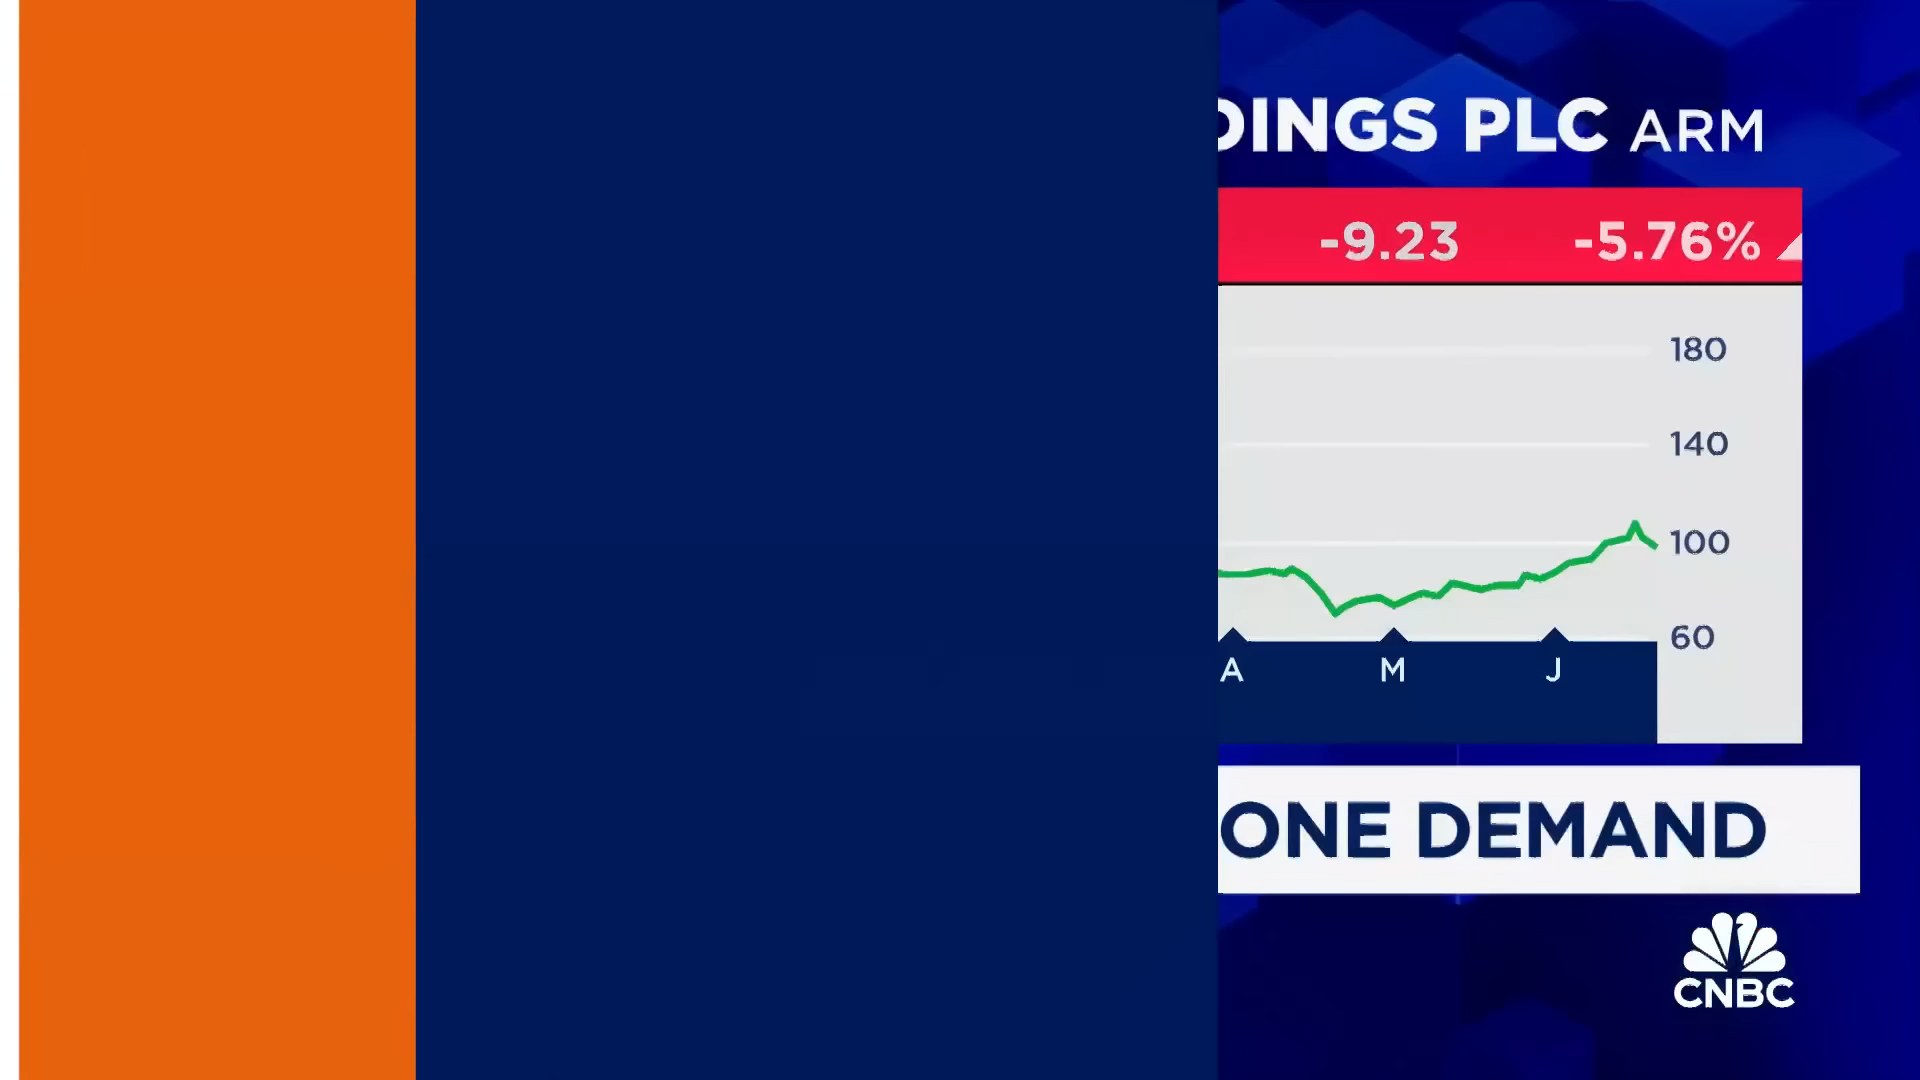 DINGS PLC ARM
-9.23 -5.76%
180
140
100
60
A M J
ONE DEMAND
CNBC